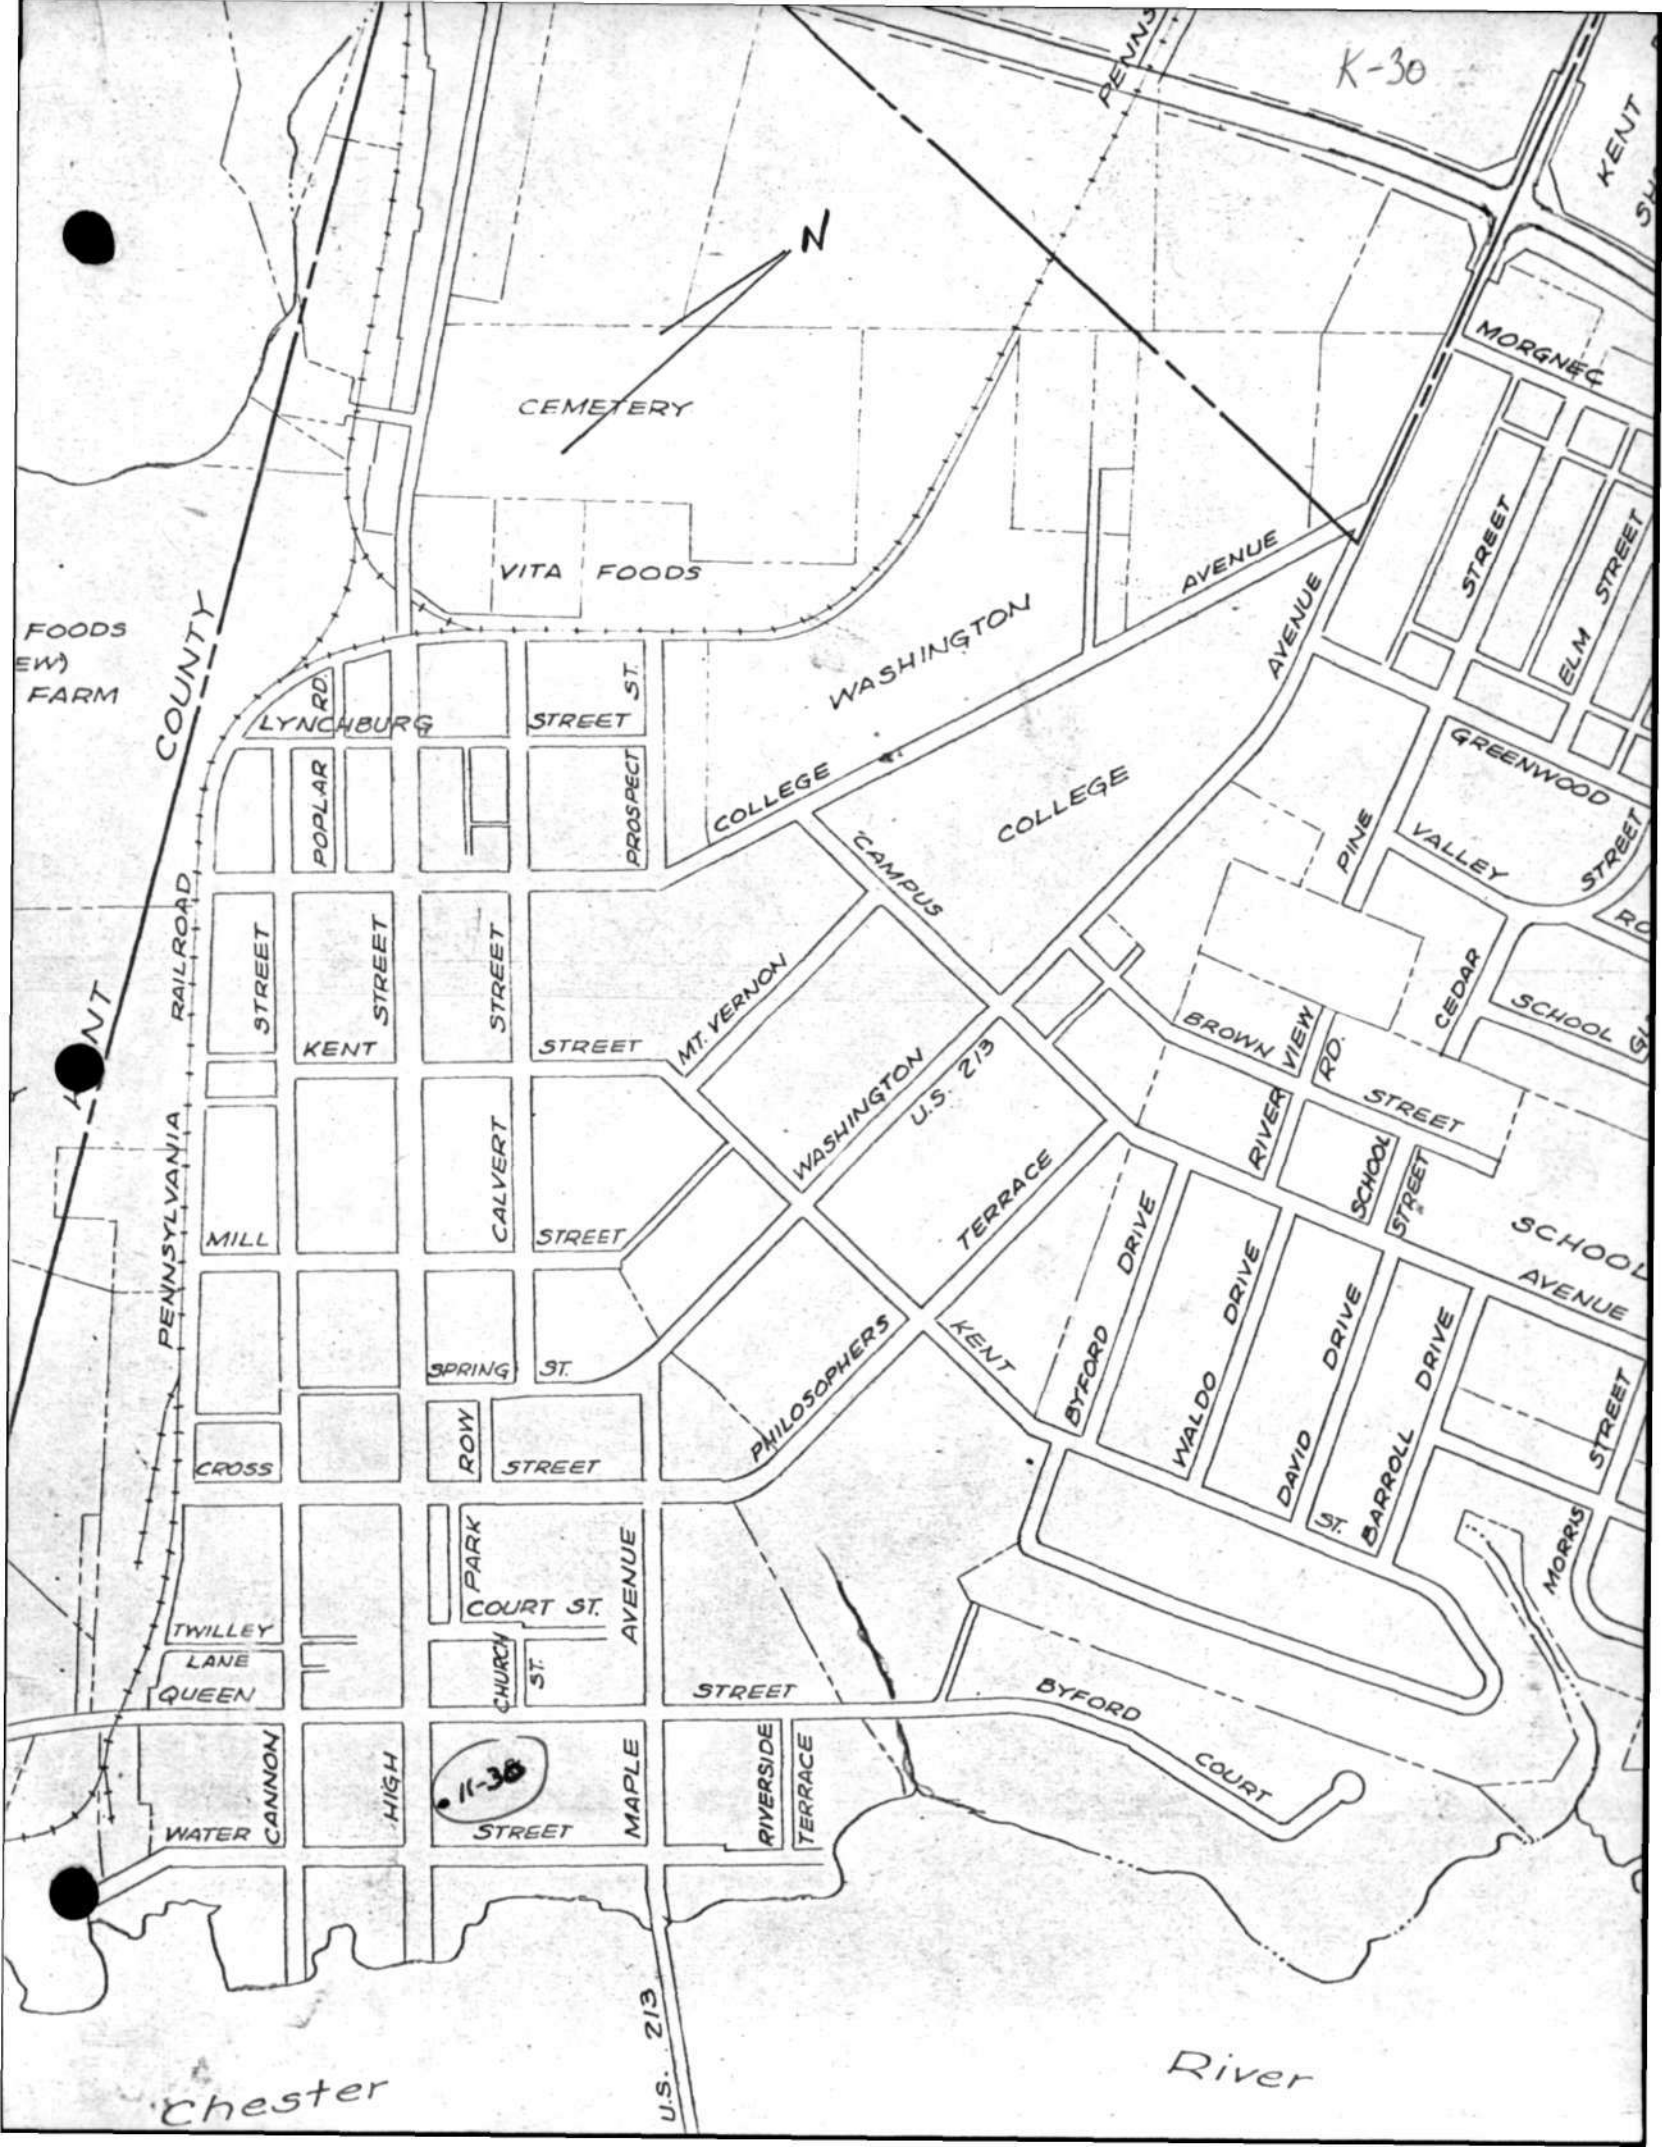 K-30
PENNS
KENT
N
MORGNEC
CEMETERY
STREET
STREET
AVENUE
VITA FOODS
AVENUE
ELM
WASHINGTON
FOODS
EW)
FARM
COUNTY
RD.
ST.
LYNCHBURG
STREET
GREENWOOD
POPLAR
PROSPECT
COLLEGE
COLLEGE
PINE
VALLEY
STREET
CAMPUS
RAILROAD
STREET
STREET
STREET
MT. VERNON
CEDAR
SCHOOL
KENT
STREET
BROWN
RIVER VIEW
RD.
STREET
WASHINGTON
U.S. 213
PENNSYLVANIA
CALVERT
SCHOOL
STREET
MILL
STREET
TERRACE
DRIVE
SCHOOL
AVENUE
DRIVE
DRIVE
DRIVE
SPRING
ST.
PHILOSOPHERS
KENT
BYFORD
WALDO
STREET
ROW
CROSS
STREET
DAVID
ST.
BARROLL
PARK
COURT ST.
AVENUE
MORRIS
TWILLEY
LANE
QUEEN
CHURCH
ST.
STREET
BYFORD
COURT
CANNON
HIGH
MAPLE
RIVERSIDE
TERRACE
WATER
STREET
U.S. 213
Chester
River